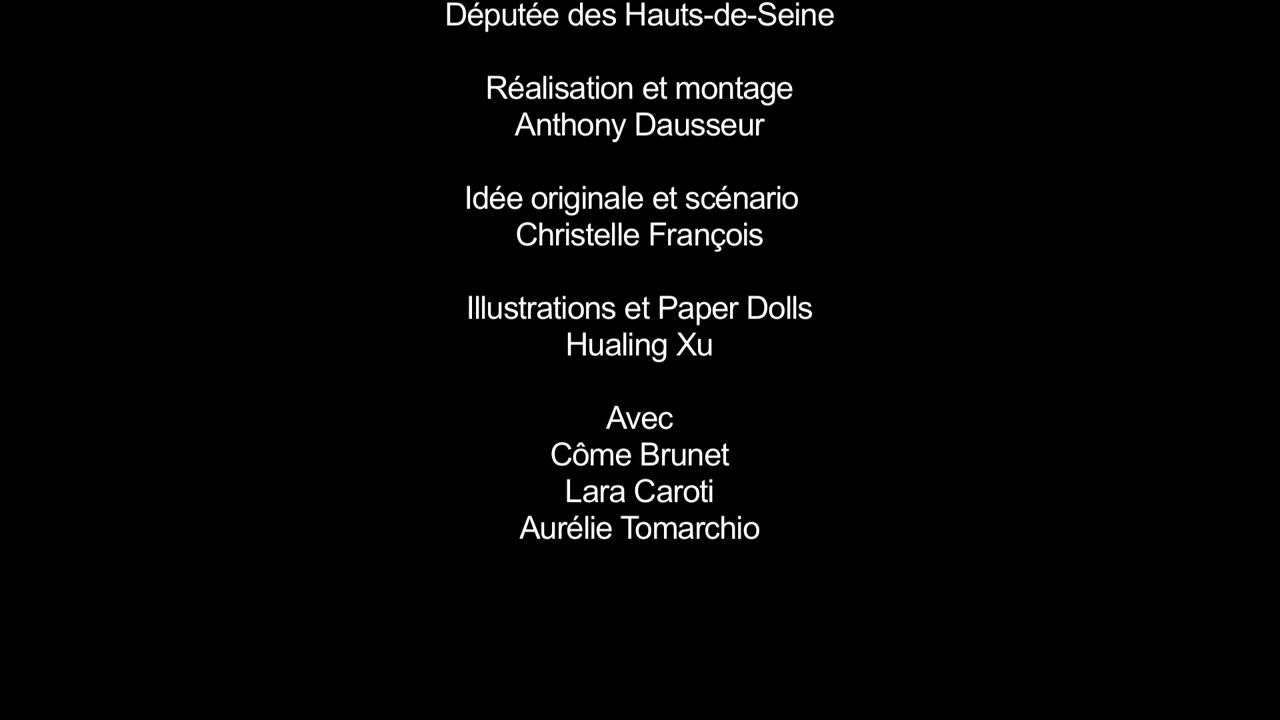 Députée des Hauts-de-Seine
Réalisation et montage
Anthony Dausseur
Idée originale et scénario
Christelle François
Illustrations et Paper Dolls
Hualing Xu
Avec
Côme Brunet
Lara Caroti
Aurélie Tomarchio